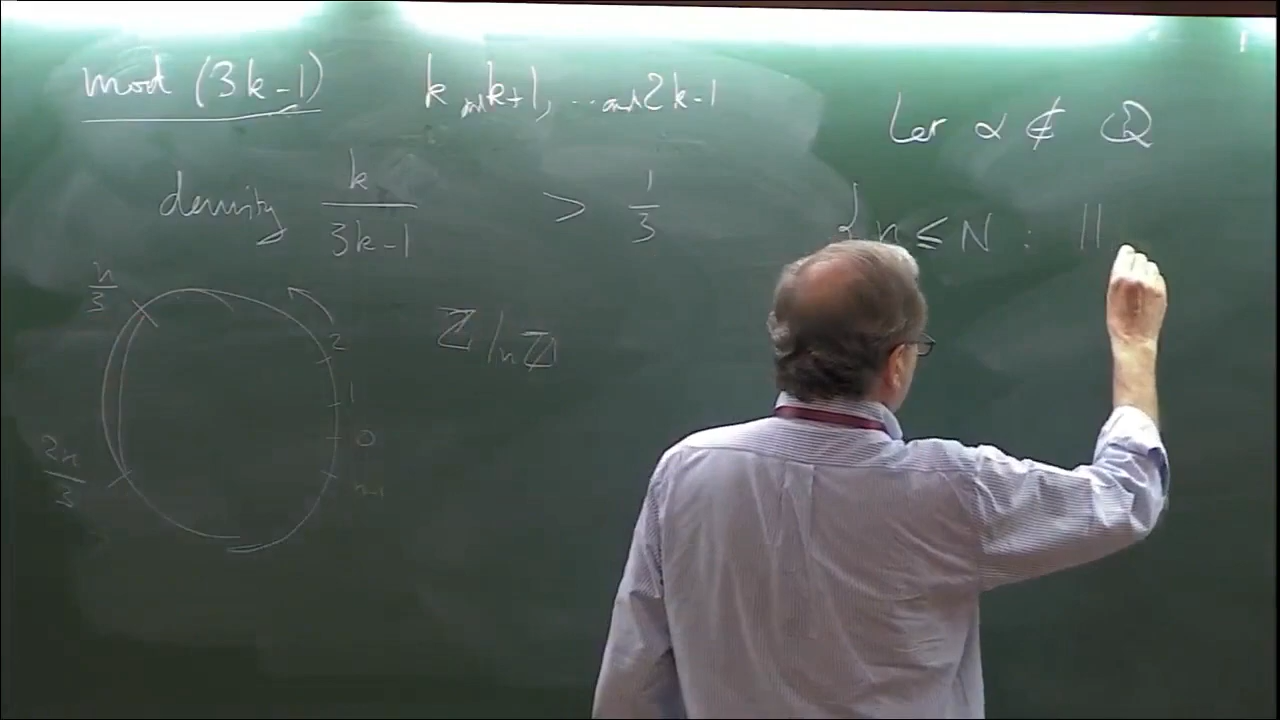 mod (3k-1) k, k+1, ... 2k-1
density k/(3k-1) > 1/3
Let α ∉ ℚ
{n ≤ N : ||
n/3
ℤ/nℤ
2
1
0
n-1
2n/3